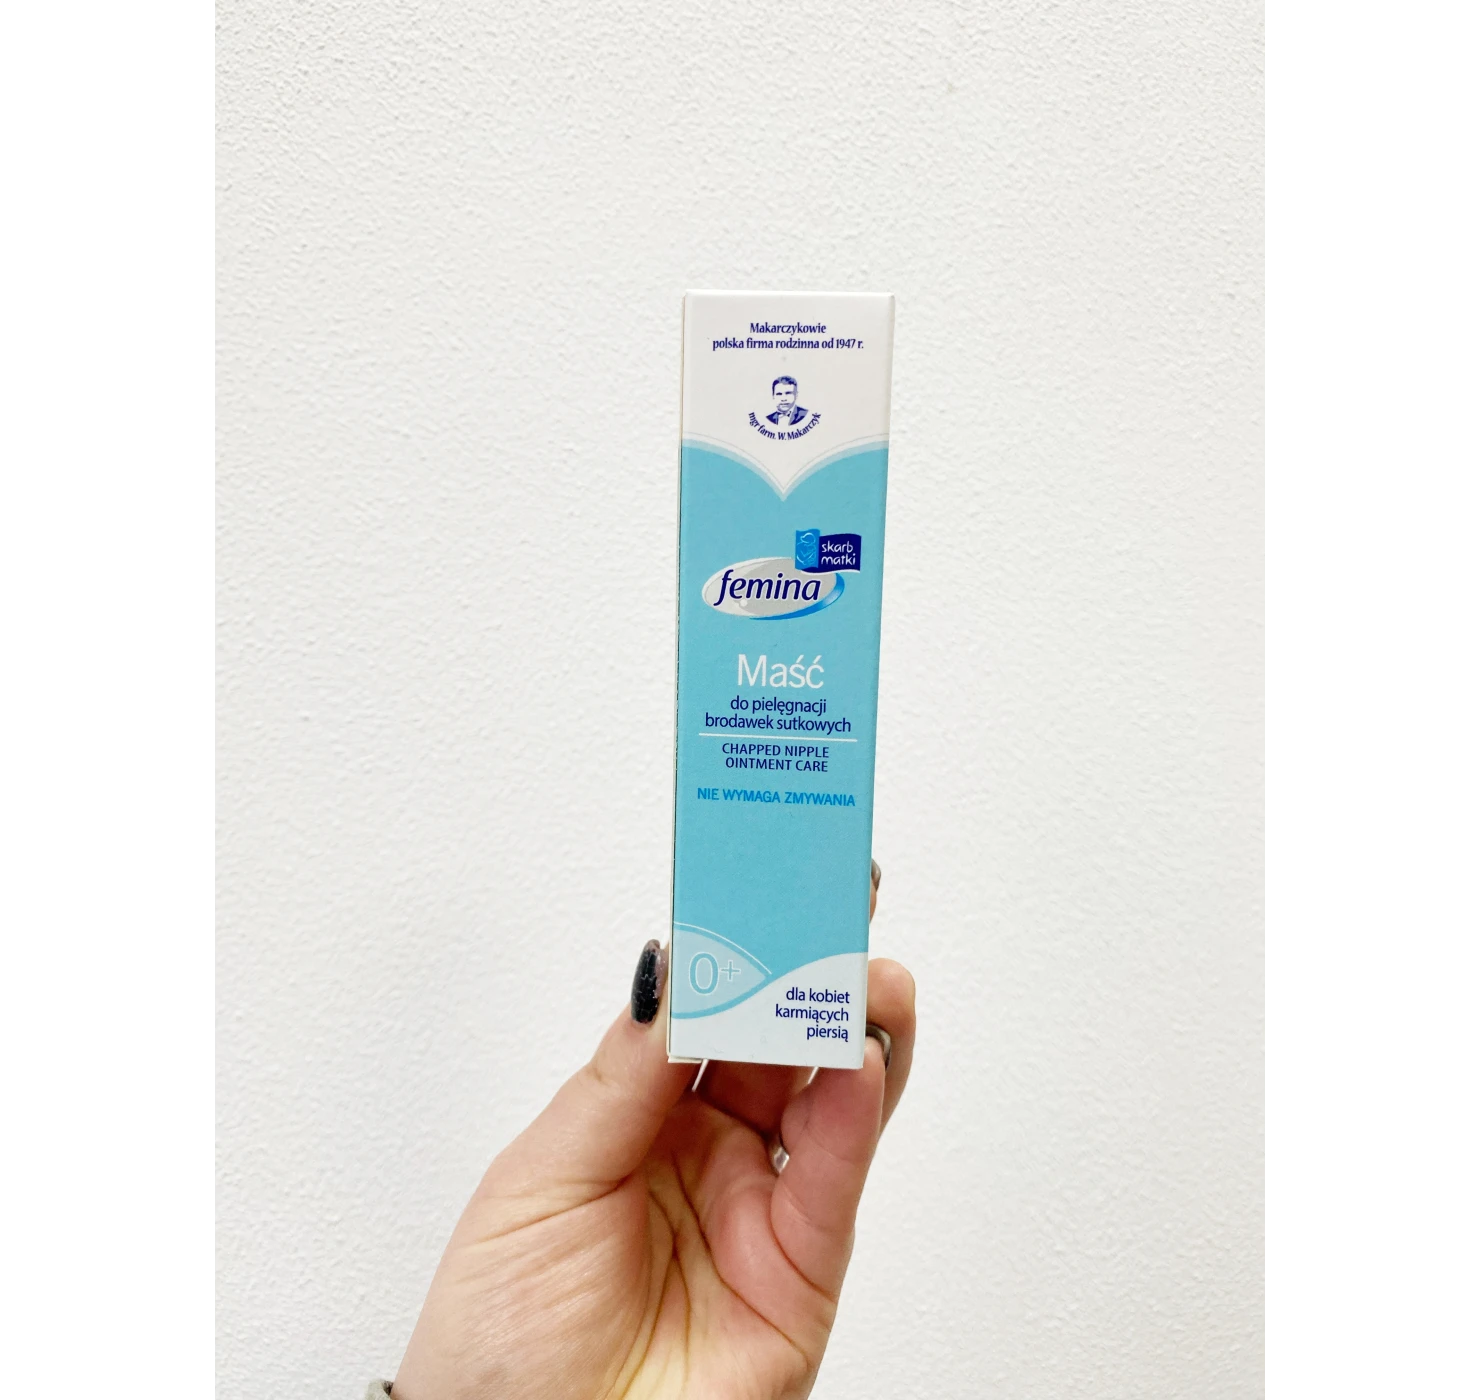 Makarczykowie
polska firma rodzinna od 1947 r.
mgr farm. W. Makarczyk
skarb
matki
femina
Maść
do pielęgnacji
brodawek sutkowych
CHAPPED NIPPLE
OINTMENT CARE
NIE WYMAGA ZMYWANIA
0+
dla kobiet
karmiących
piersią